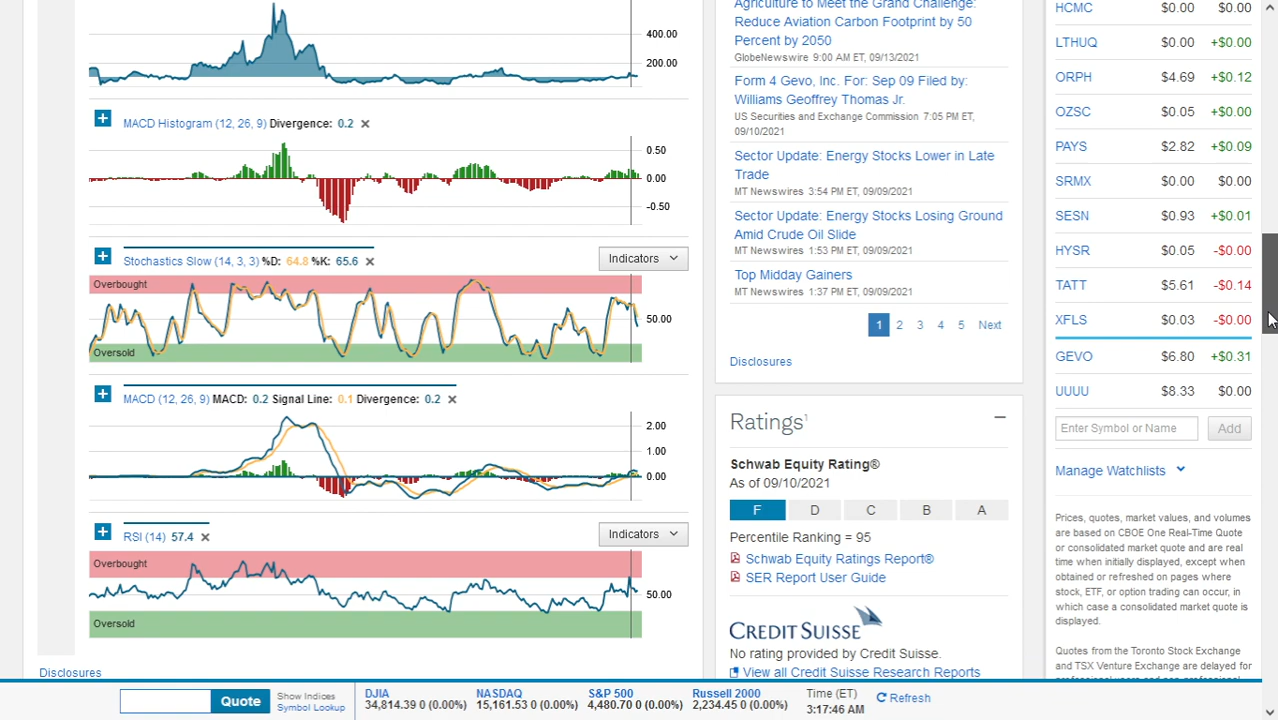 400.00
200.00
MACD Histogram (12, 26, 9) Divergence: 0.2 ×
0.50
0.00
-0.50
Stochastics Slow (14, 3, 3) %D: 64.8 %K: 65.6 ×
Indicators
Overbought
50.00
Oversold
MACD (12, 26, 9) MACD: 0.2 Signal Line: 0.1 Divergence: 0.2 ×
2.00
1.00
0.00
RSI (14) 57.4 ×
Indicators
Overbought
50.00
Oversold
Disclosures
Agriculture to Meet the Grand Challenge:
Reduce Aviation Carbon Footprint by 50
Percent by 2050
GlobeNewswire 9:00 AM ET, 09/13/2021
Form 4 Gevo, Inc. For: Sep 09 Filed by:
Williams Geoffrey Thomas Jr.
US Securities and Exchange Commission 7:05 PM ET,
09/10/2021
Sector Update: Energy Stocks Lower in Late
Trade
MT Newswires 3:54 PM ET, 09/09/2021
Sector Update: Energy Stocks Losing Ground
Amid Crude Oil Slide
MT Newswires 1:53 PM ET, 09/09/2021
Top Midday Gainers
MT Newswires 1:37 PM ET, 09/09/2021
1 2 3 4 5 Next
Disclosures
Ratings1
Schwab Equity Rating®
As of 09/10/2021
F D C B A
Percentile Ranking = 95
Schwab Equity Ratings Report®
SER Report User Guide
CREDIT SUISSE
No rating provided by Credit Suisse.
View all Credit Suisse Research Reports
HCMC $0.00 $0.00
LTHUQ $0.00 +$0.00
ORPH $4.69 +$0.12
OZSC $0.05 +$0.00
PAYS $2.82 +$0.09
SRMX $0.00 $0.00
SESN $0.93 +$0.01
HYSR $0.05 -$0.00
TATT $5.61 -$0.14
XFLS $0.03 -$0.00
GEVO $6.80 +$0.31
UUUU $8.33 $0.00
Enter Symbol or Name Add
Manage Watchlists
Prices, quotes, market values, and volumes
are based on CBOE One Real-Time Quote
or consolidated market quote and are real
time when initially displayed, except when
obtained or refreshed on pages where
stock, ETF, or option trading can occur, in
which case a consolidated market quote is
displayed.
Quotes from the Toronto Stock Exchange
and TSX Venture Exchange are delayed for
Quote
Show Indices
Symbol Lookup
DJIA
34,814.39 0 (0.00%)
NASDAQ
15,161.53 0 (0.00%)
S&P 500
4,480.70 0 (0.00%)
Russell 2000
2,234.45 0 (0.00%)
Time (ET)
3:17:46 AM
Refresh